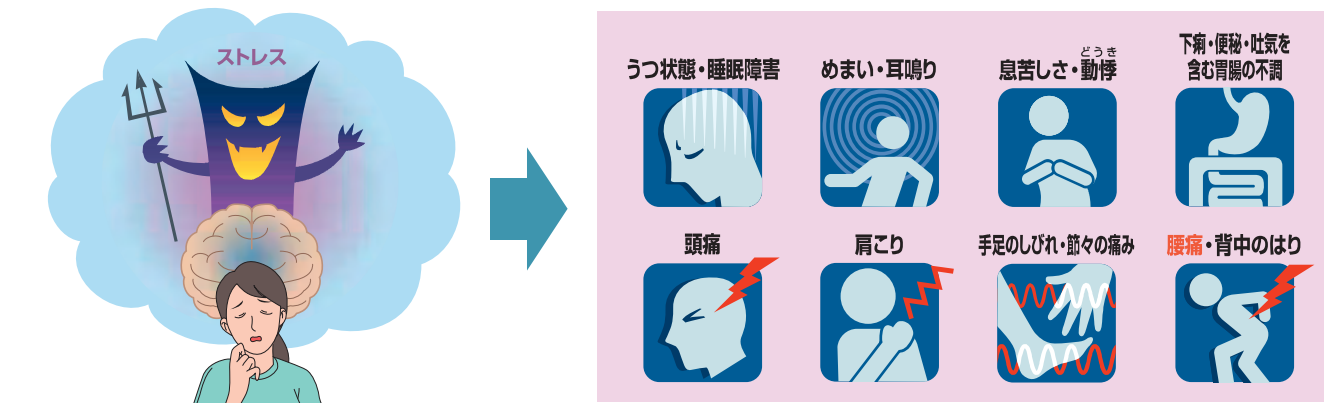 ストレス
うつ状態・睡眠障害
めまい・耳鳴り
どうき
息苦しさ・動悸
下痢・便秘・吐気を
含む胃腸の不調
頭痛
肩こり
手足のしびれ・節々の痛み
腰痛・背中のはり